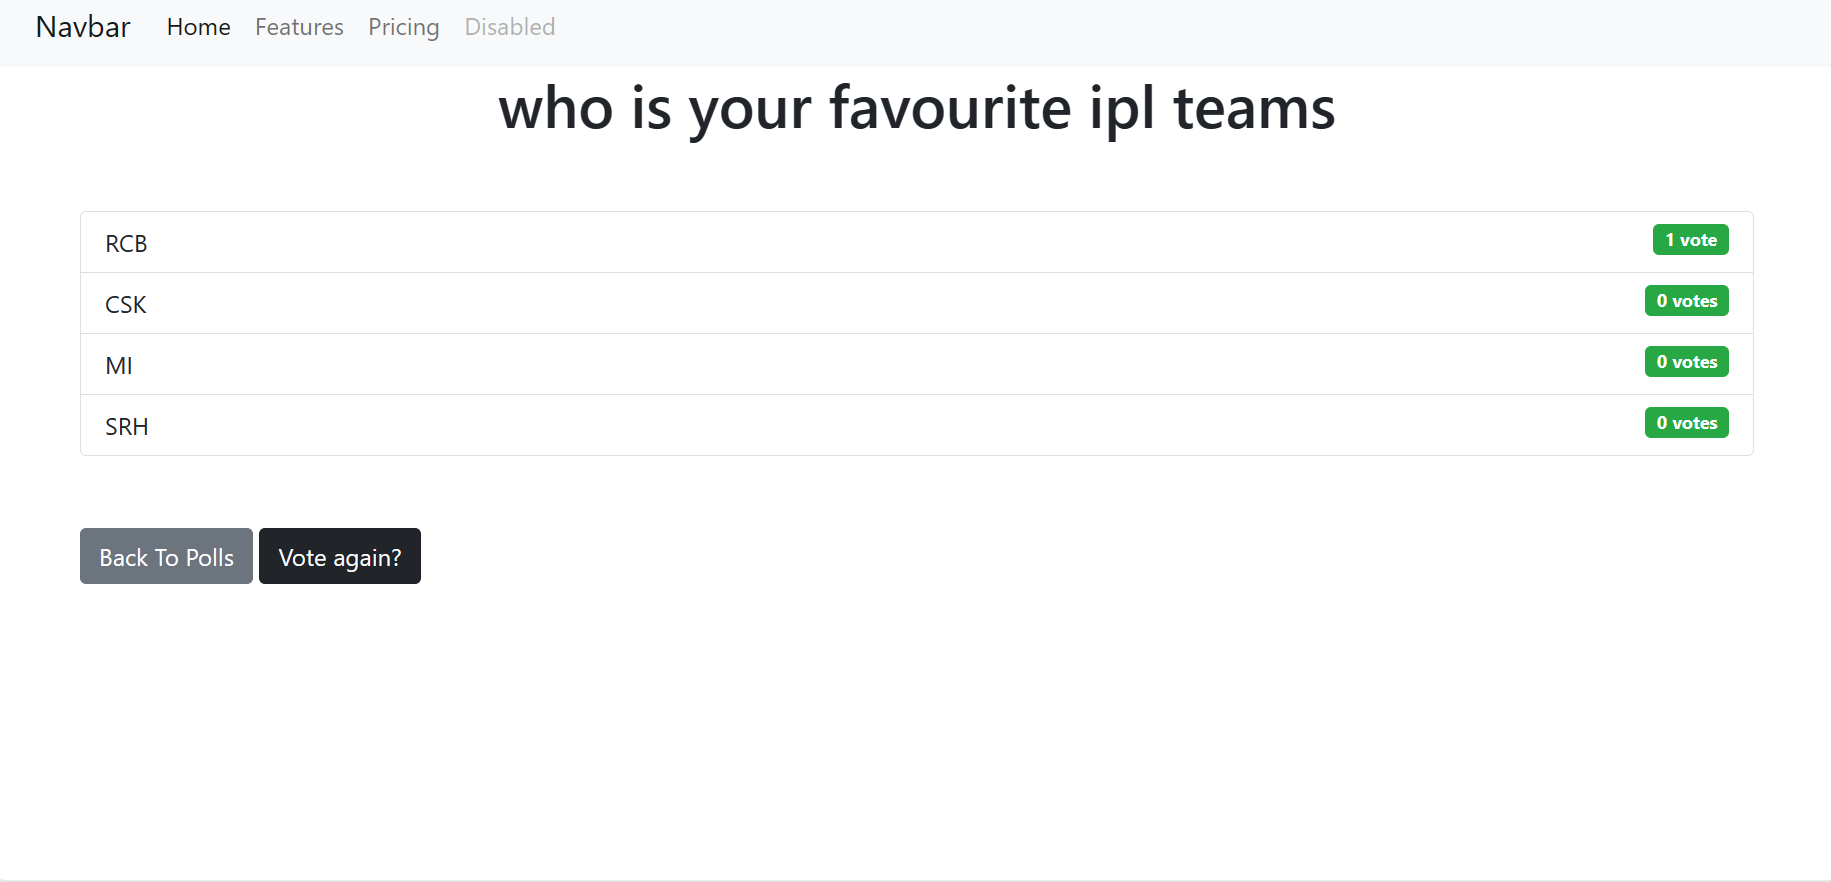 Navbar Home Features Pricing Disabled
who is your favourite ipl teams
RCB 1 vote
CSK 0 votes
MI 0 votes
SRH 0 votes
Back To Polls Vote again?